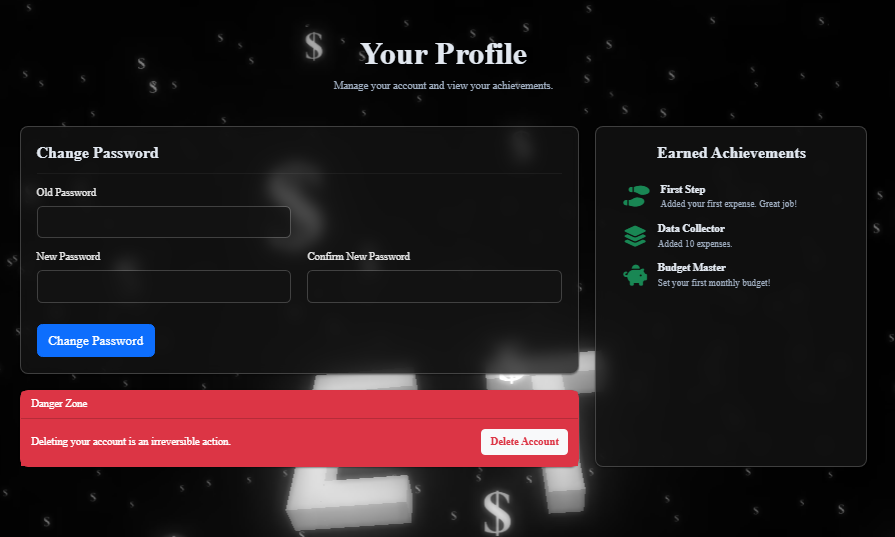 Your Profile
Manage your account and view your achievements.
Change Password
Old Password
New Password
Confirm New Password
Change Password
Danger Zone
Deleting your account is an irreversible action.
Delete Account
Earned Achievements
First Step
Added your first expense. Great job!
Data Collector
Added 10 expenses.
Budget Master
Set your first monthly budget!